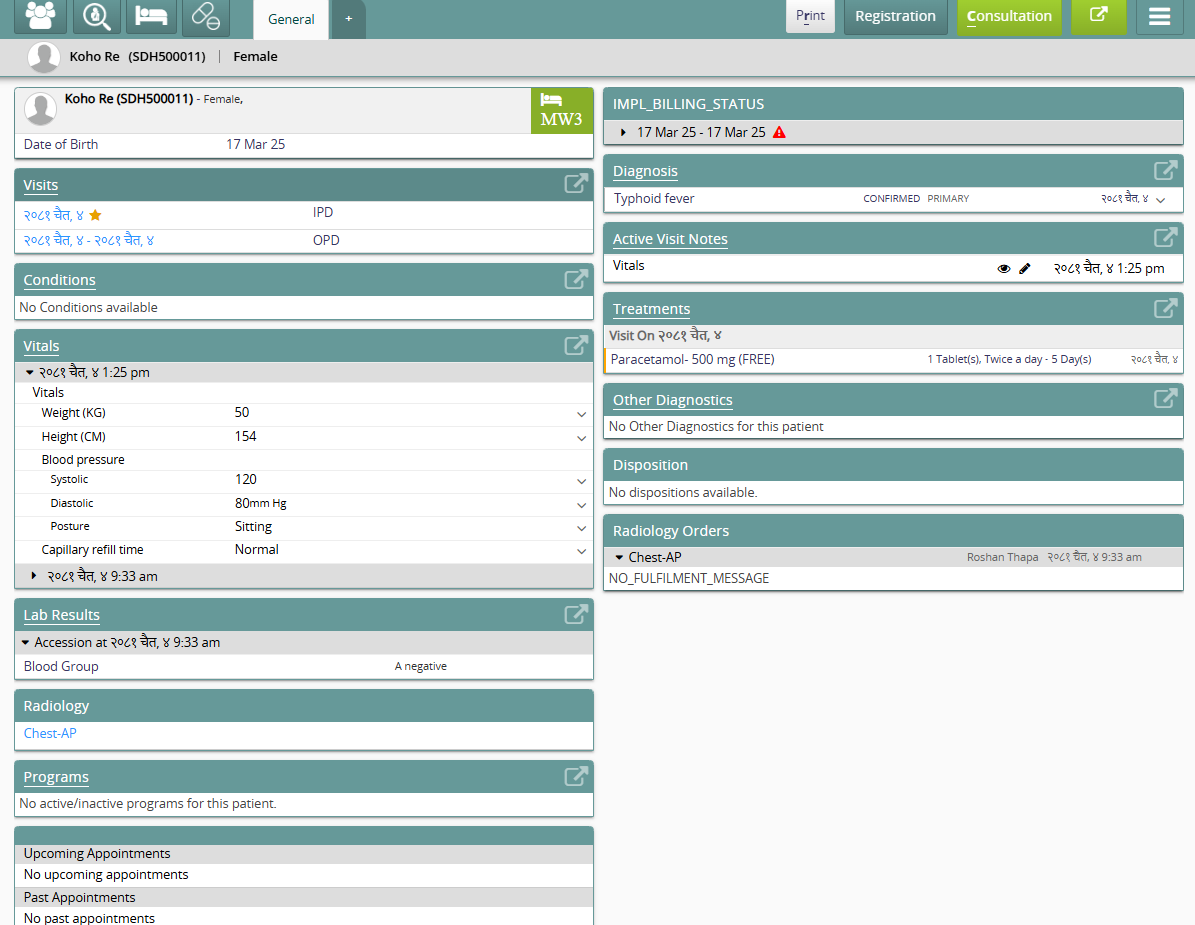 General
+
Print
Registration
Consultation
Koho Re (SDH500011) | Female
Koho Re (SDH500011) - Female,
MW3
Date of Birth 17 Mar 25
Visits
२०८१ चैत, ४ IPD
२०८१ चैत, ४ - २०८१ चैत, ४ OPD
Conditions
No Conditions available
Vitals
२०८१ चैत, ४ 1:25 pm
Vitals
Weight (KG) 50
Height (CM) 154
Blood pressure
Systolic 120
Diastolic 80mm Hg
Posture Sitting
Capillary refill time Normal
२०८१ चैत, ४ 9:33 am
Lab Results
Accession at २०८१ चैत, ४ 9:33 am
Blood Group A negative
Radiology
Chest-AP
Programs
No active/inactive programs for this patient.
Upcoming Appointments
No upcoming appointments
Past Appointments
No past appointments
IMPL_BILLING_STATUS
17 Mar 25 - 17 Mar 25
Diagnosis
Typhoid fever CONFIRMED PRIMARY २०८१ चैत, ४
Active Visit Notes
Vitals २०८१ चैत, ४ 1:25 pm
Treatments
Visit On २०८१ चैत, ४
Paracetamol- 500 mg (FREE) 1 Tablet(s), Twice a day - 5 Day(s) २०८१ चैत, ४
Other Diagnostics
No Other Diagnostics for this patient
Disposition
No dispositions available.
Radiology Orders
Chest-AP Roshan Thapa २०८१ चैत, ४ 9:33 am
NO_FULFILMENT_MESSAGE